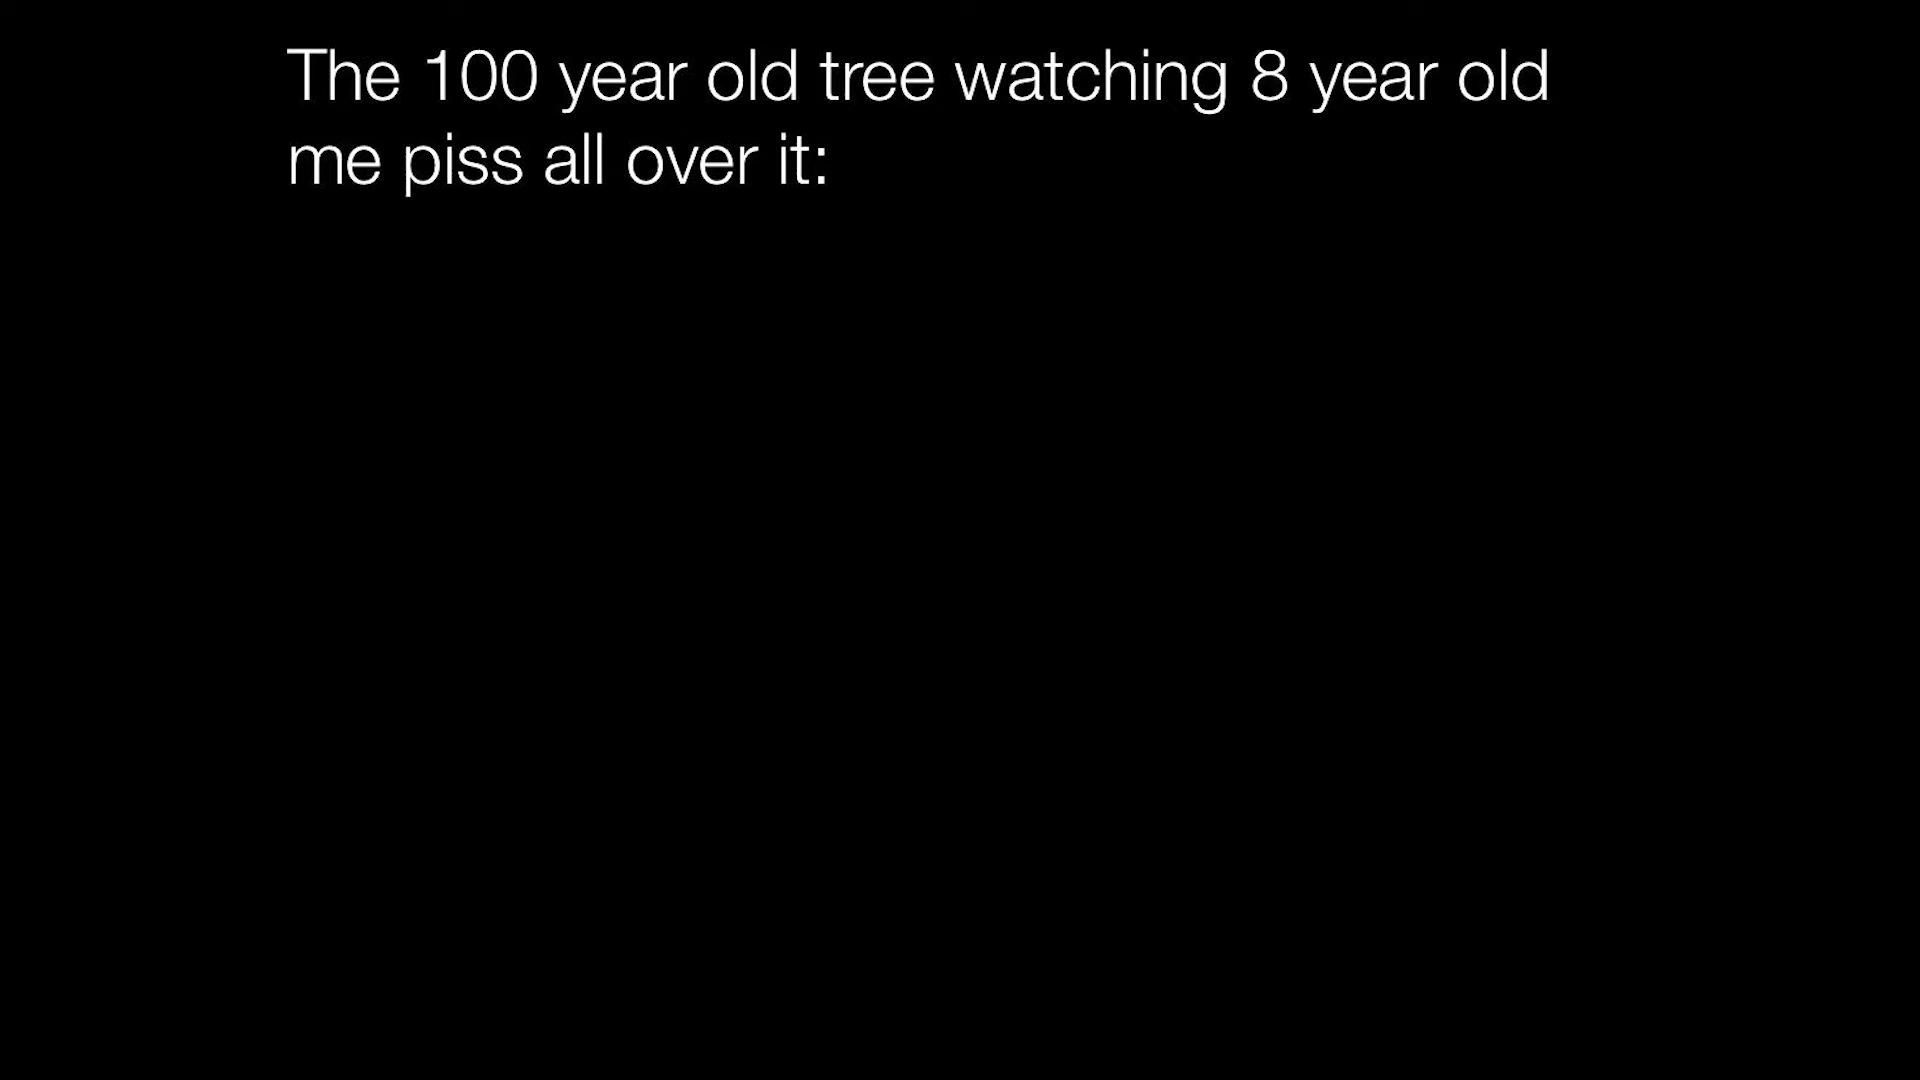 The 100 year old tree watching 8 year old
me piss all over it: